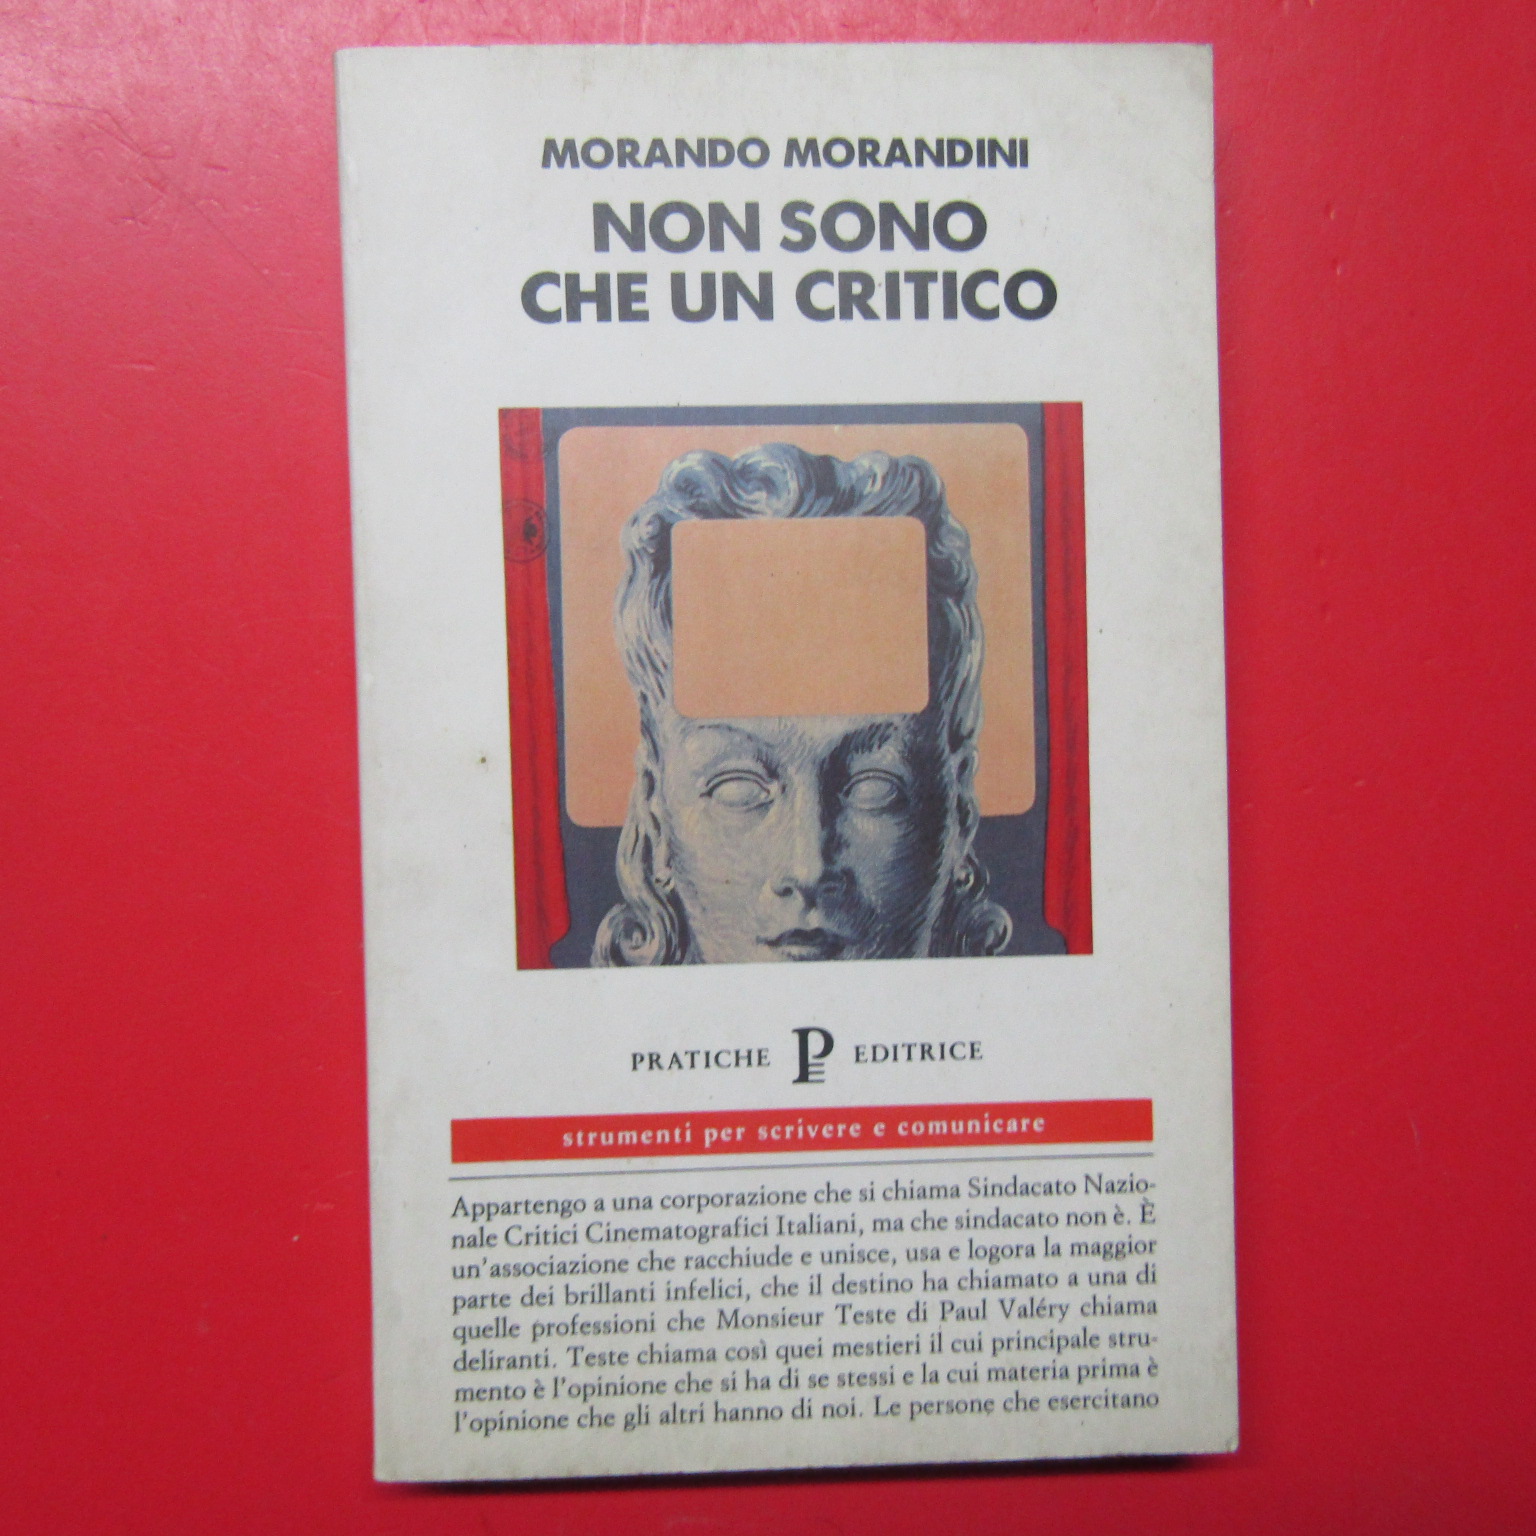 MORANDO MORANDINI
NON SONO
CHE UN CRITICO
PRATICHE P EDITRICE
strumenti per scrivere e comunicare
Appartengo a una corporazione che si chiama Sindacato Nazio-
nale Critici Cinematografici Italiani, ma che sindacato non è. È
un'associazione che racchiude e unisce, usa e logora la maggior
parte dei brillanti infelici, che il destino ha chiamato a una di
quelle professioni che Monsieur Teste di Paul Valéry chiama
deliranti. Teste chiama così quei mestieri il cui principale stru-
mento è l'opinione che si ha di se stessi e la cui materia prima è
l'opinione che gli altri hanno di noi. Le persone che esercitano